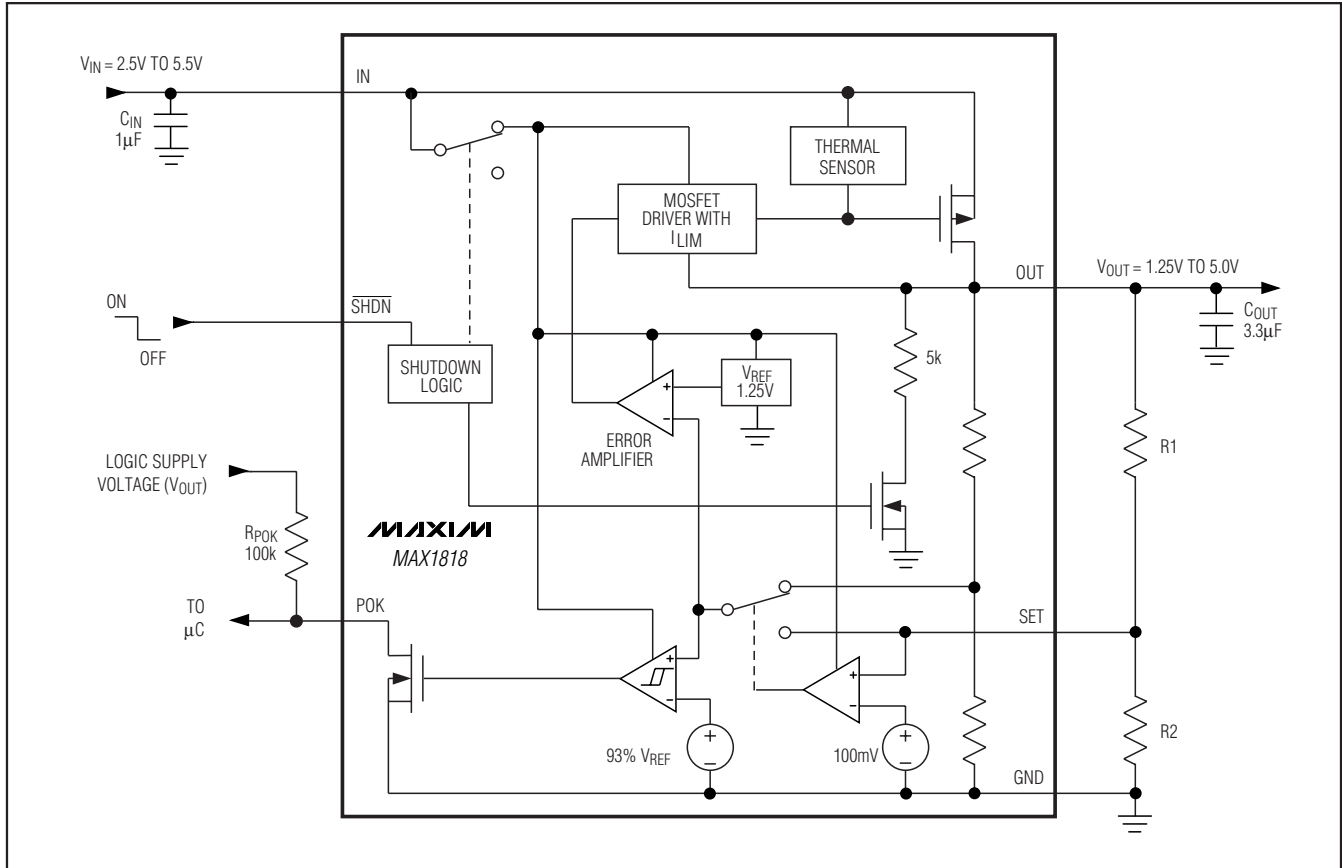 V_IN = 2.5V TO 5.5V
C_IN
1µF
IN
THERMAL
SENSOR
MOSFET
DRIVER WITH
I_LIM
OUT
V_OUT = 1.25V TO 5.0V
C_OUT
3.3µF
ON
OFF
SHDN
SHUTDOWN
LOGIC
5k
+
−
V_REF
1.25V
ERROR
AMPLIFIER
R1
LOGIC SUPPLY
VOLTAGE (V_OUT)
R_POK
100k
MAXIM
MAX1818
TO
µC
POK
SET
+
−
+
−
93% V_REF
+
−
100mV
+
−
R2
GND